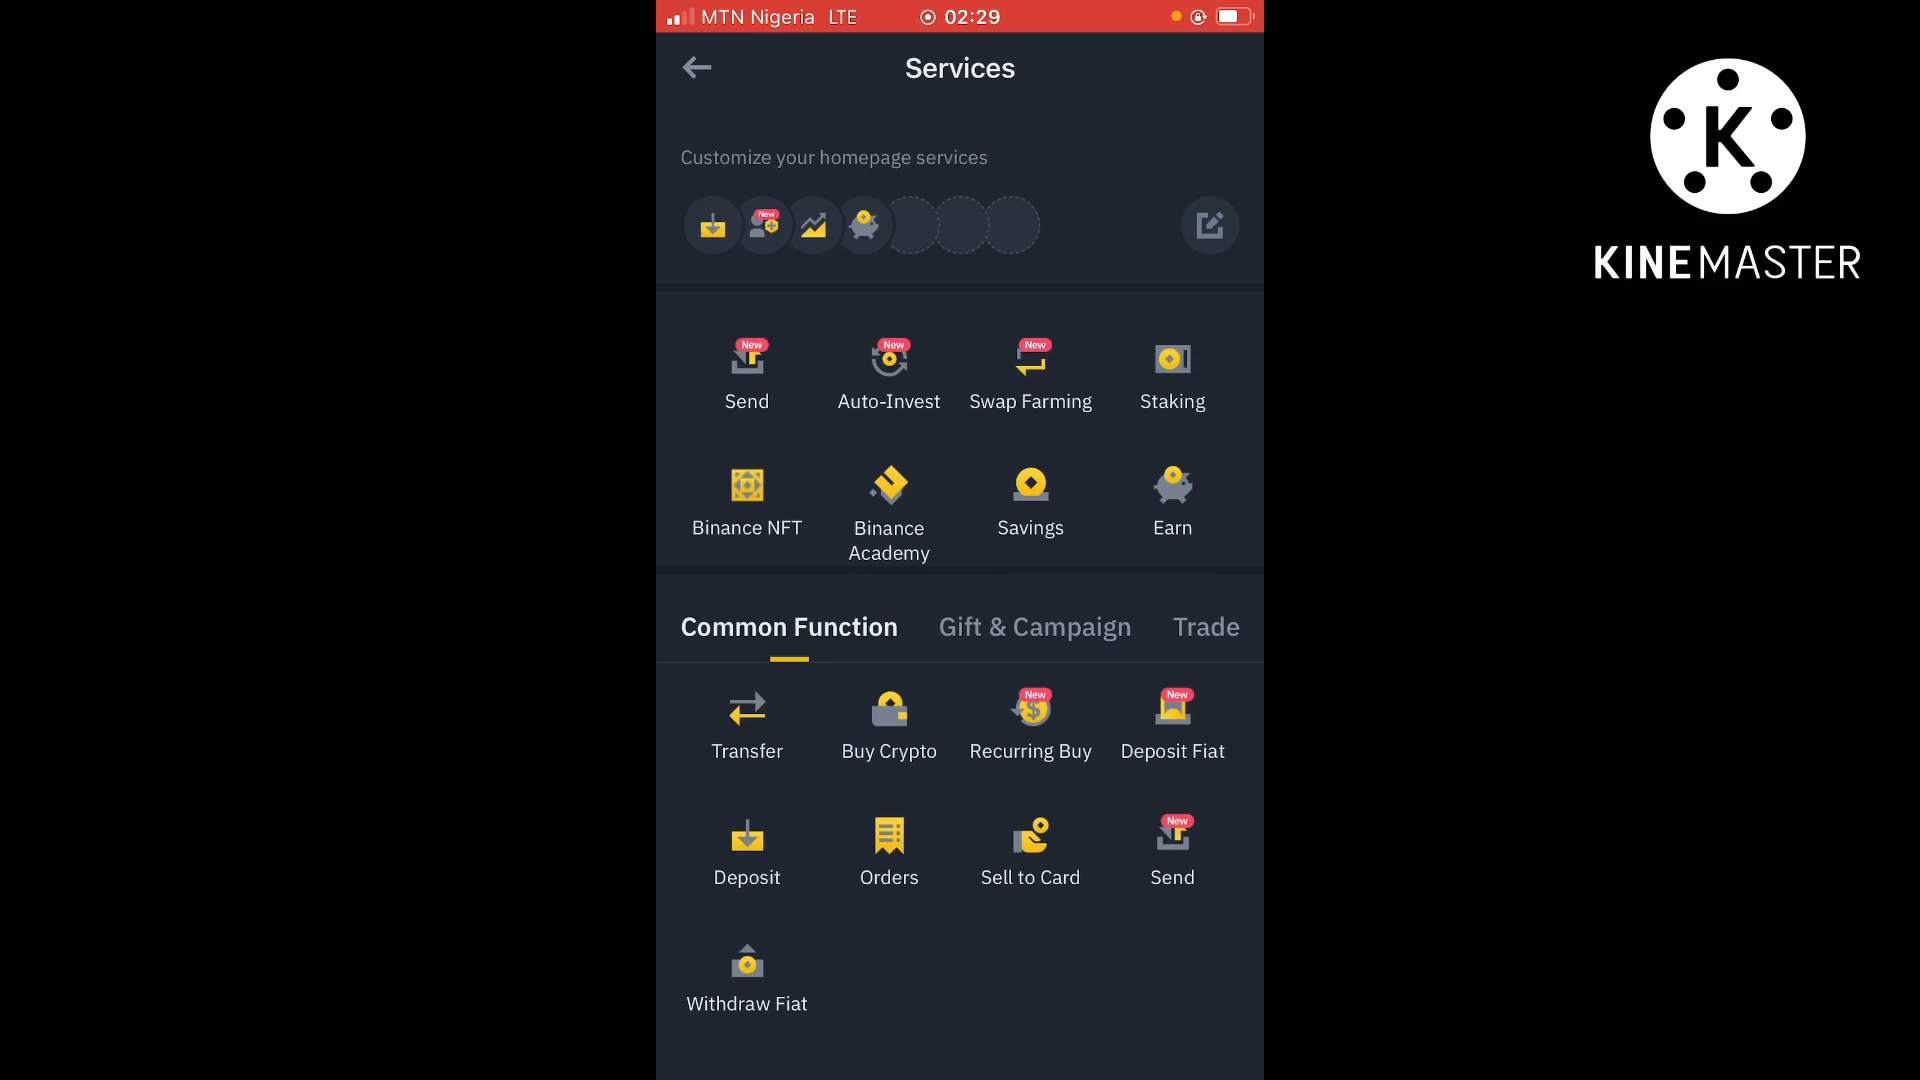 MTN Nigeria LTE 02:29
Services
K
KINEMASTER
Customize your homepage services
New
New New New
Send Auto-Invest Swap Farming Staking
Binance NFT Binance Academy Savings Earn
Common Function Gift & Campaign Trade
New New
$
Transfer Buy Crypto Recurring Buy Deposit Fiat
New
Deposit Orders Sell to Card Send
Withdraw Fiat